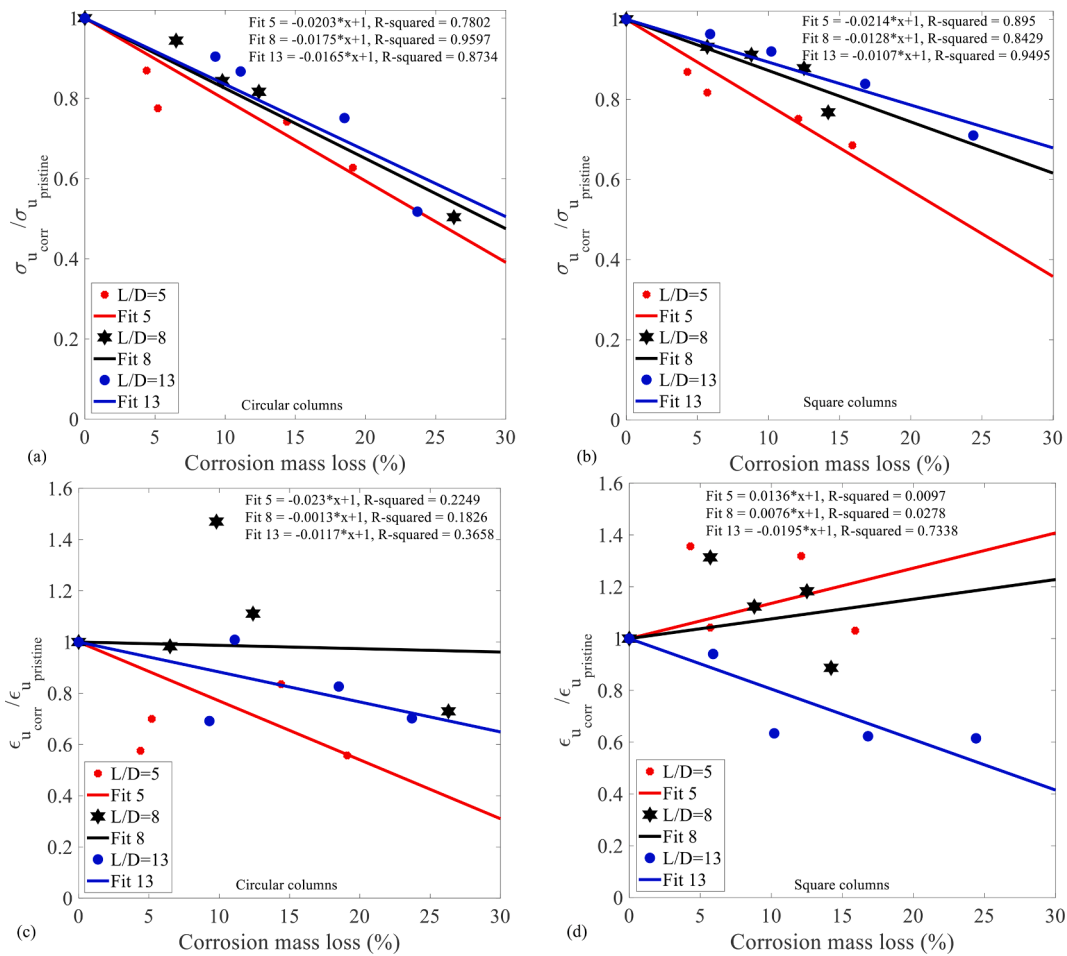 Fit 5 = -0.0203*x+1, R-squared = 0.7802
Fit 8 = -0.0175*x+1, R-squared = 0.9597
Fit 13 = -0.0165*x+1, R-squared = 0.8734
1
0.8
0.6
0.4
0.2
0
σ u corr /σ u pristine
L/D=5
Fit 5
L/D=8
Fit 8
L/D=13
Fit 13
Circular columns
0 5 10 15 20 25 30
(a) Corrosion mass loss (%)
Fit 5 = -0.0214*x+1, R-squared = 0.895
Fit 8 = -0.0128*x+1, R-squared = 0.8429
Fit 13 = -0.0107*x+1, R-squared = 0.9495
1
0.8
0.6
0.4
0.2
0
σ u corr /σ u pristine
L/D=5
Fit 5
L/D=8
Fit 8
L/D=13
Fit 13
Square columns
0 5 10 15 20 25 30
(b) Corrosion mass loss (%)
Fit 5 = -0.023*x+1, R-squared = 0.2249
Fit 8 = -0.0013*x+1, R-squared = 0.1826
Fit 13 = -0.0117*x+1, R-squared = 0.3658
1.6
1.4
1.2
1
0.8
0.6
0.4
0.2
0
ϵ u corr /ϵ u pristine
L/D=5
Fit 5
L/D=8
Fit 8
L/D=13
Fit 13
Circular columns
0 5 10 15 20 25 30
(c) Corrosion mass loss (%)
Fit 5 = 0.0136*x+1, R-squared = 0.0097
Fit 8 = 0.0076*x+1, R-squared = 0.0278
Fit 13 = -0.0195*x+1, R-squared = 0.7338
1.6
1.4
1.2
1
0.8
0.6
0.4
0.2
0
ϵ u corr /ϵ u pristine
L/D=5
Fit 5
L/D=8
Fit 8
L/D=13
Fit 13
Square columns
0 5 10 15 20 25 30
(d) Corrosion mass loss (%)